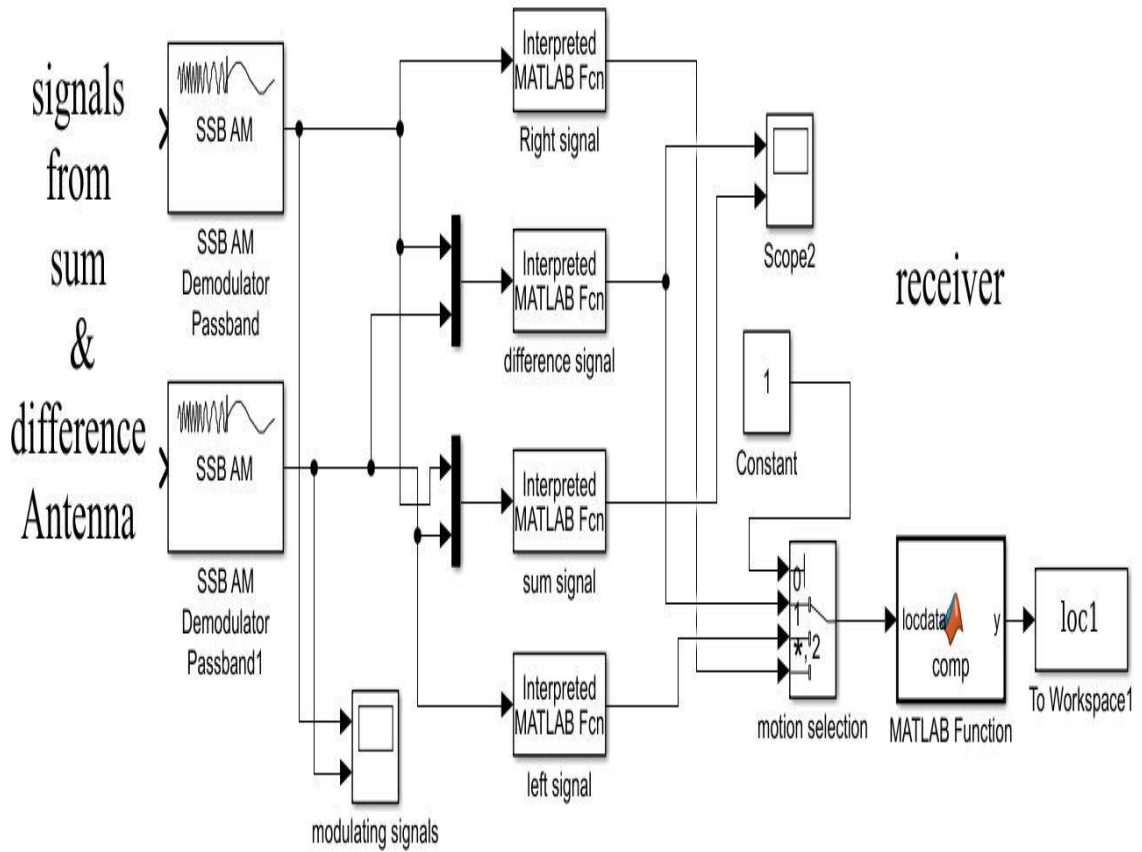 signals
from
sum
&
difference
Antenna
SSB AM
SSB AM
Demodulator
Passband
SSB AM
SSB AM
Demodulator
Passband1
modulating signals
Interpreted
MATLAB Fcn
Right signal
Interpreted
MATLAB Fcn
difference signal
Interpreted
MATLAB Fcn
sum signal
Interpreted
MATLAB Fcn
left signal
Scope2
receiver
1
Constant
0
1
*, 2
motion selection
locdata
y
comp
MATLAB Function
loc1
To Workspace1